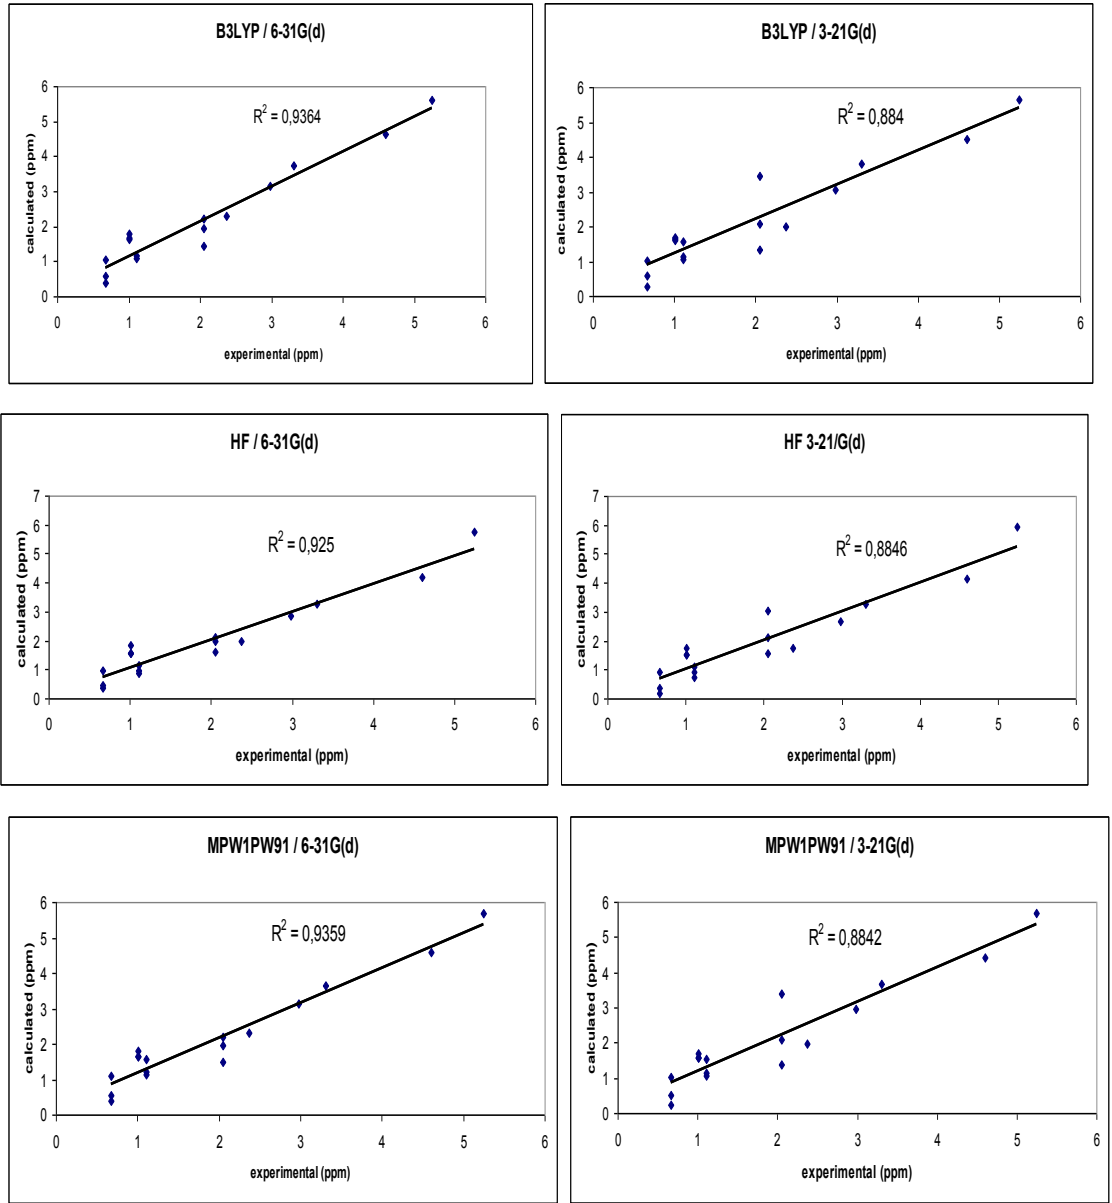 B3LYP / 6-31G(d)
R2 = 0,9364
calculated (ppm)
6
5
4
3
2
1
0
0 1 2 3 4 5 6
experimental (ppm)
B3LYP / 3-21G(d)
R2 = 0,884
calculated (ppm)
6
5
4
3
2
1
0
0 1 2 3 4 5 6
experimental (ppm)
HF / 6-31G(d)
R2 = 0,925
calculated (ppm)
7
6
5
4
3
2
1
0
0 1 2 3 4 5 6
experimental (ppm)
HF 3-21/G(d)
R2 = 0,8846
calculated (ppm)
7
6
5
4
3
2
1
0
0 1 2 3 4 5 6
experimental (ppm)
MPW1PW91 / 6-31G(d)
R2 = 0,9359
calculated (ppm)
6
5
4
3
2
1
0
0 1 2 3 4 5 6
experimental (ppm)
MPW1PW91 / 3-21G(d)
R2 = 0,8842
calculated (ppm)
6
5
4
3
2
1
0
0 1 2 3 4 5 6
experimental (ppm)